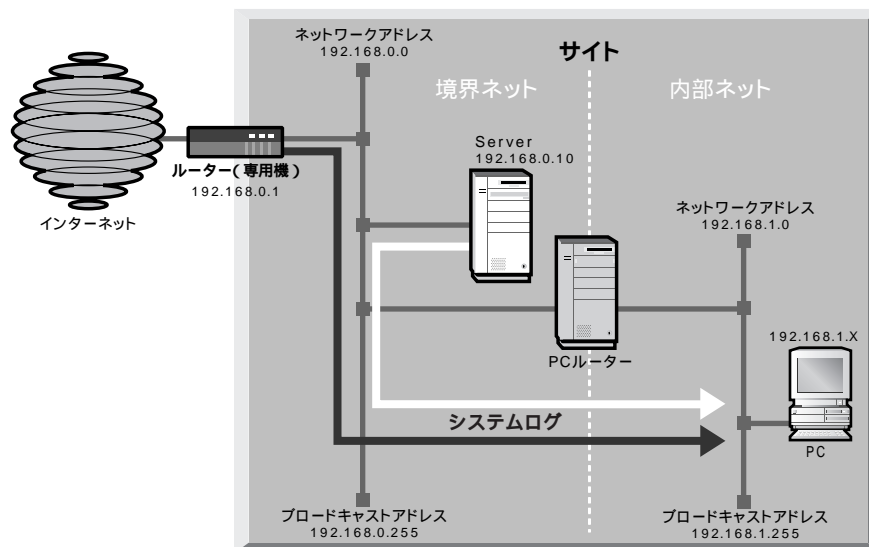 ネットワークアドレス
192.168.0.0
サイト
境界ネット
内部ネット
Server
192.168.0.10
ルーター(専用機)
192.168.0.1
インターネット
ネットワークアドレス
192.168.1.0
PCルーター
192.168.1.X
システムログ
PC
ブロードキャストアドレス
192.168.0.255
ブロードキャストアドレス
192.168.1.255